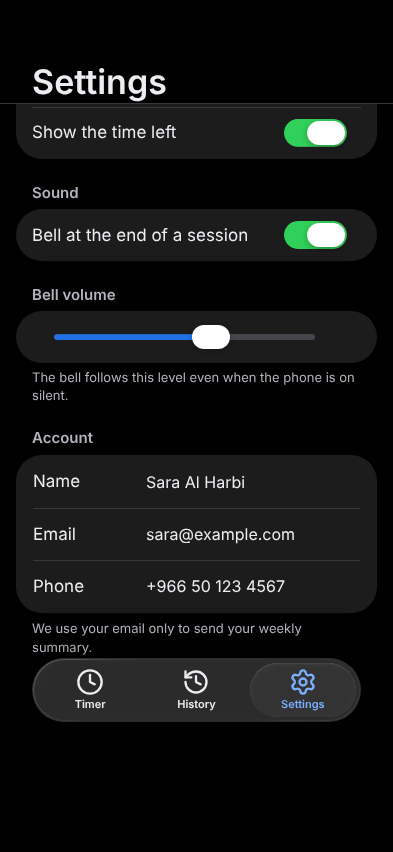 Settings
Show the time left
Sound
Bell at the end of a session
Bell volume
The bell follows this level even when the phone is on
silent.
Account
Name Sara Al Harbi
Email sara@example.com
Phone +966 50 123 4567
We use your email only to send your weekly
summary.
Timer History Settings